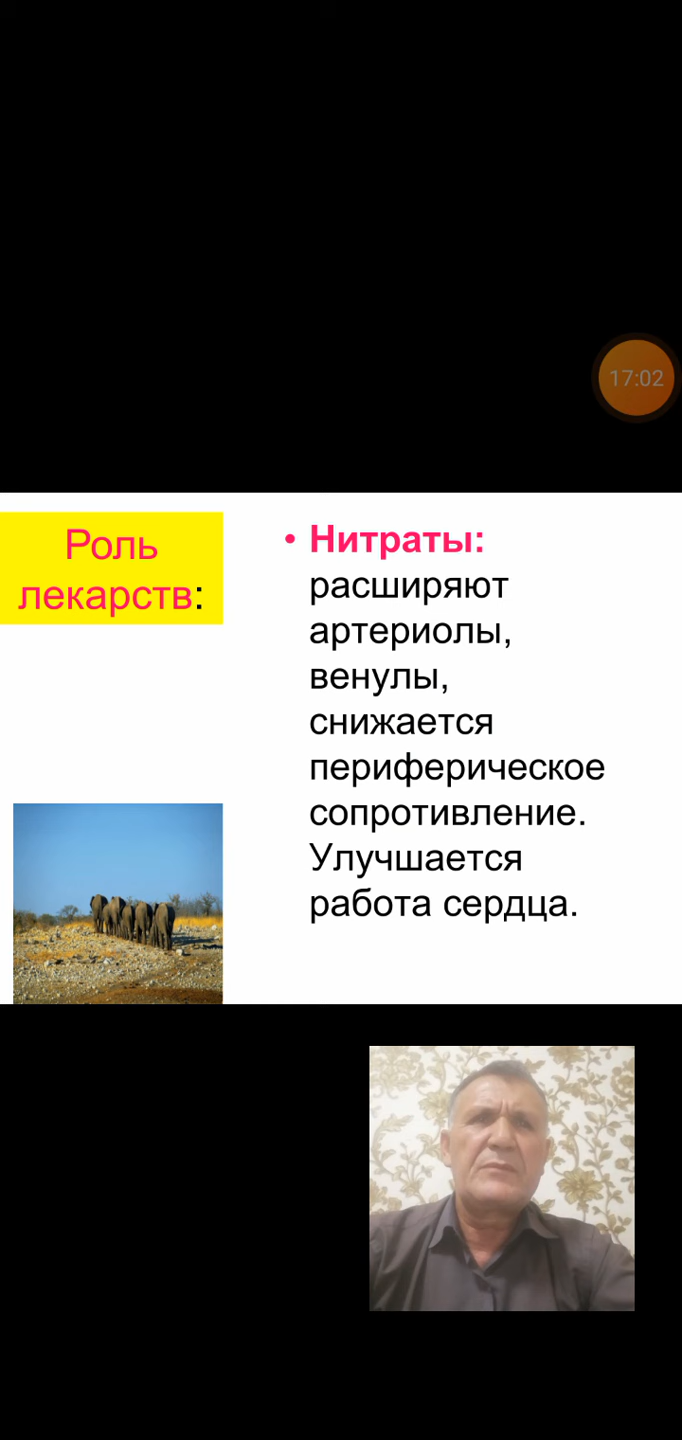 17:02
Роль
лекарств:
• Нитраты:
расширяют
артериолы,
венулы,
снижается
периферическое
сопротивление.
Улучшается
работа сердца.